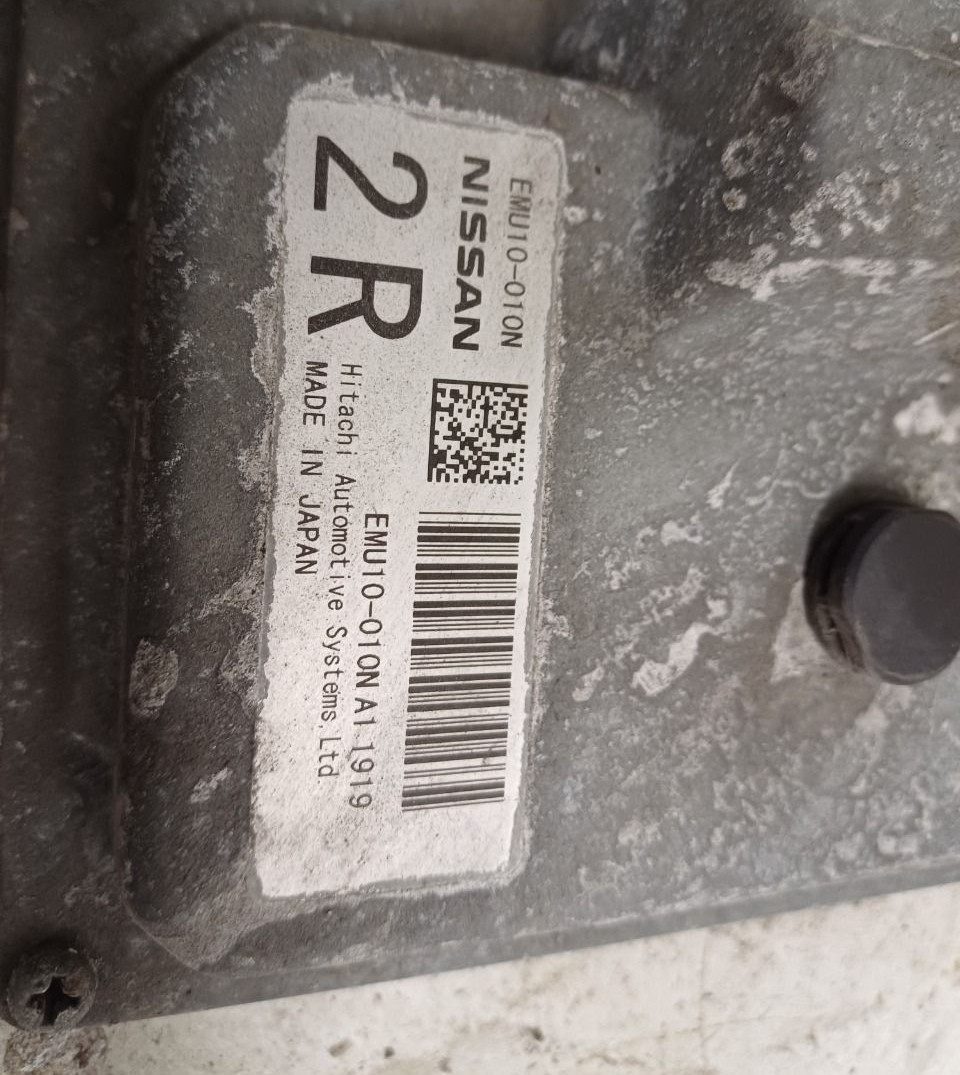 EMU10-010N
NISSAN
2R
EMU10-010N A1 1919
Hitachi Automotive Systems,Ltd.
MADE IN JAPAN